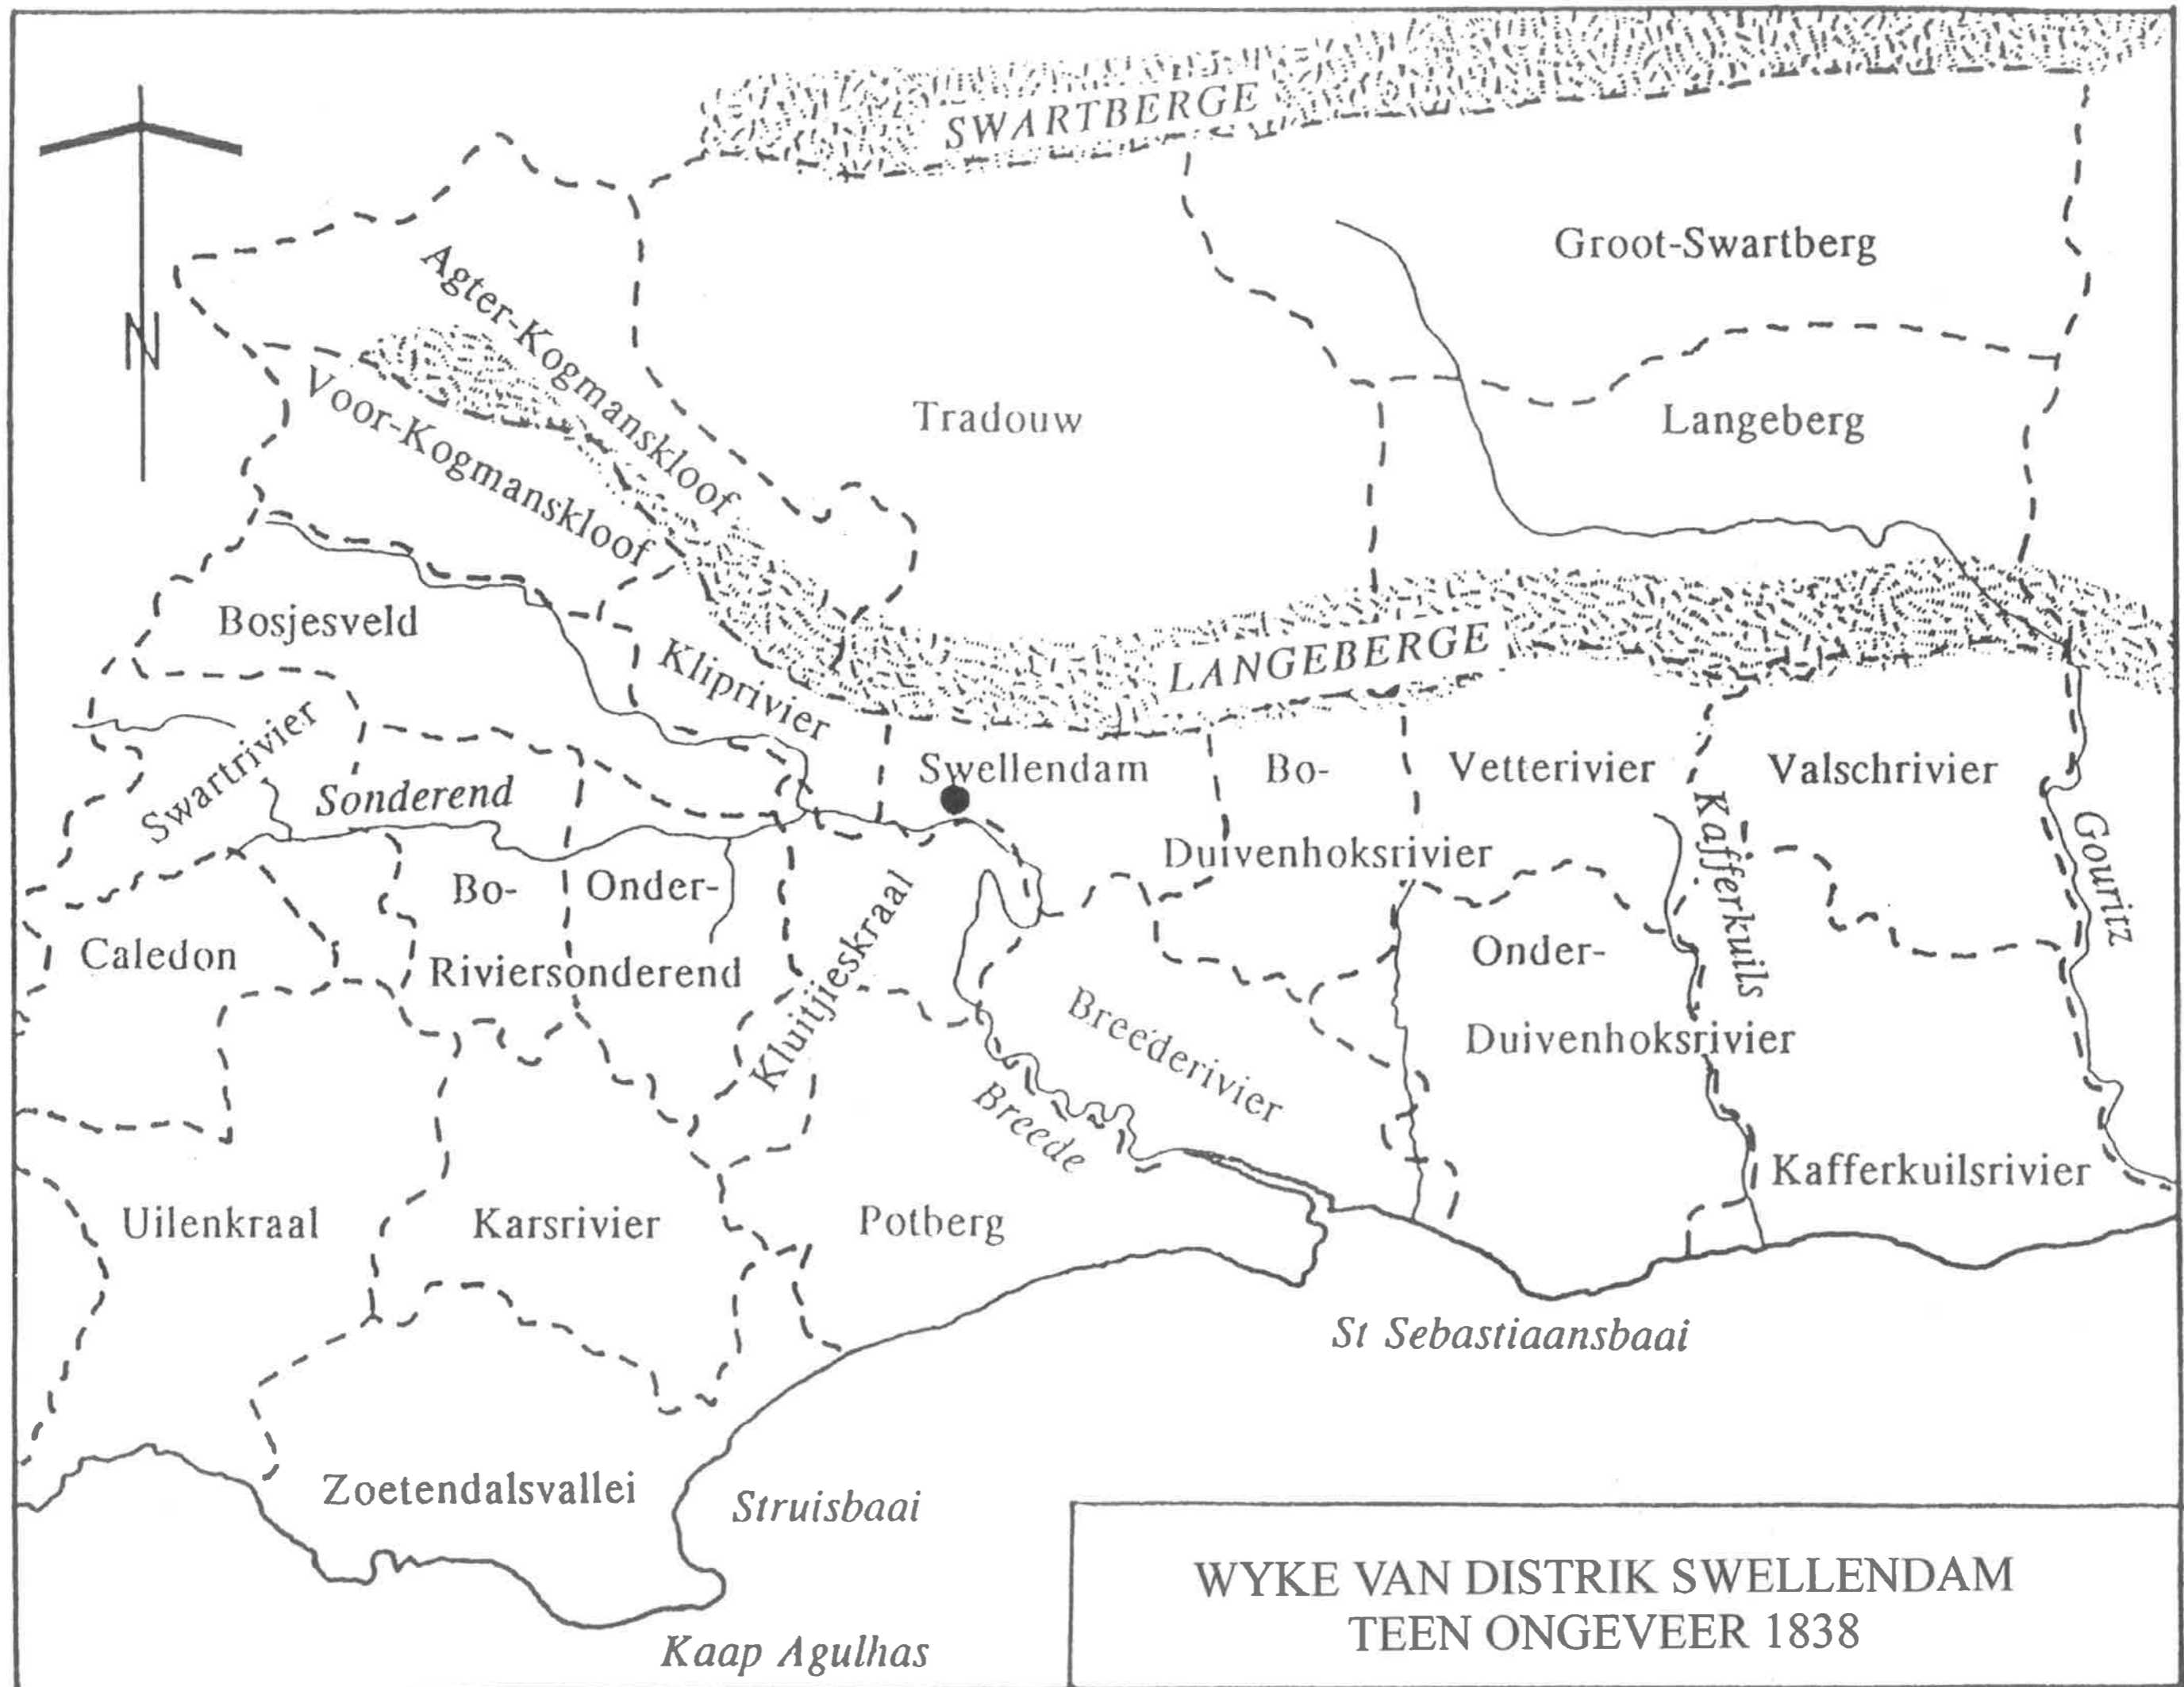 SWARTBERGE
N
Groot-Swartberg
Agter-Kogmanskloof
Voor-Kogmanskloof
Tradouw
Langeberg
Bosjesveld
Kliprivier
LANGEBERGE
Swartrivier
Sonderend
Swellendam
Bo-
Vetterivier
Valschrivier
Duivenhoksrivier
Kafferkuils
Gouritz
Bo-
Onder-
Riviersonderend
Caledon
Kluitjieskraal
Onder-
Duivenhoksrivier
Breederivier
Breede
Kafferkuilsrivier
Uilenkraal
Karsrivier
Potberg
St Sebastiaansbaai
Zoetendalsvallei
Struisbaai
Kaap Agulhas
WYKE VAN DISTRIK SWELLENDAM
TEEN ONGEVEER 1838